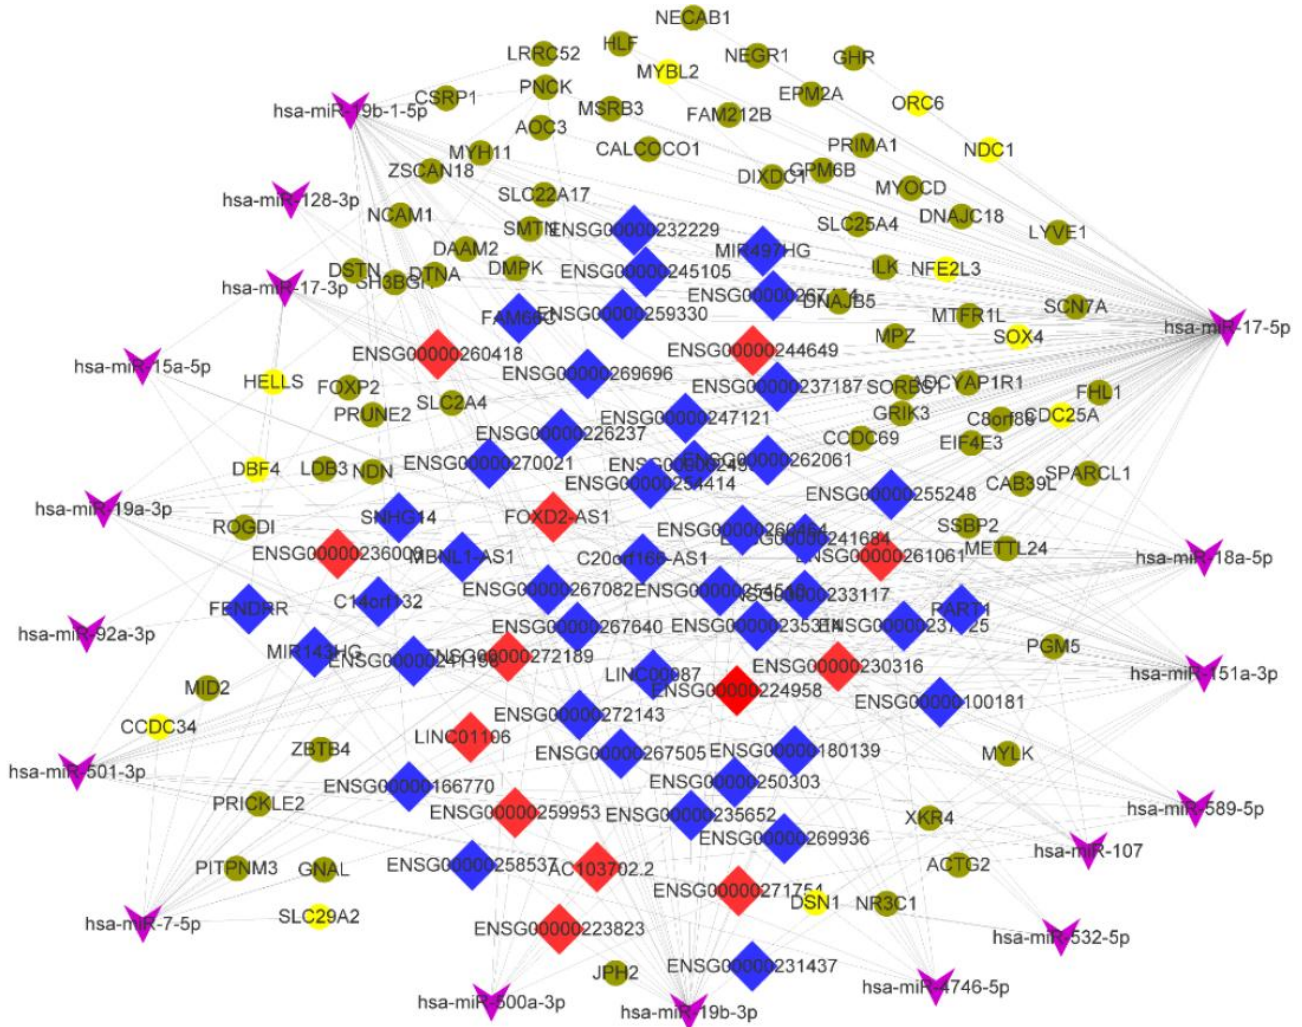 NECAB1
HLF
LRRC52
NEGR1
GHR
MYBL2
PNCK
CSRP1
EPM2A
ORC6
hsa-miR-19b-1-5p
MSRB3
FAM212B
AOC3
CALCOCO1
PRIMA1
NDC1
MYH11
ZSCAN18
DIXDC1
GPM6B
MYOCD
SLC22A17
hsa-miR-128-3p
NCAM1
DNAJC18
SLC25A4
SMTN
ENSG00000232229
LYVE1
DAAM2
MIR497HG
DSTN
DTNA
DMPK
ENSG00000245105
ILK
NFE2L3
hsa-miR-17-3p
DNAJB5
SCN7A
ENSG00000259330
MTFR1L
hsa-miR-17-5p
MPZ
SOX4
ENSG00000260418
ENSG00000244649
hsa-miR-15a-5p
ENSG00000269696
HELLS
FOXP2
ENSG00000237187
ADCYAP1R1
FHL1
SLC2A4
PRUNE2
GRIK3
ENSG00000247121
CDC25A
ENSG00000226237
CCDC69
EIF4E3
ENSG00000270021
ENSG00000262061
DBF4
LDB3
NDN
SPARCL1
ENSG00000254414
CAB39L
ENSG00000255248
hsa-miR-19a-3p
SNHG14
FOXD2-AS1
ROGDI
SSBP2
METTL24
MBNL1-AS1
C20orf166-AS1
ENSG00000261061
hsa-miR-18a-5p
ENSG00000267082
C14orf132
FENDRR
PART1
ENSG00000233117
ENSG00000267640
hsa-miR-92a-3p
PGM5
MIR143HG
ENSG00000272189
ENSG00000230316
hsa-miR-151a-3p
MID2
ENSG00000224958
ENSG00000100181
CCDC34
ENSG00000272143
LINC01106
ZBTB4
ENSG00000267505
ENSG00000180139
MYLK
hsa-miR-501-3p
ENSG00000166770
ENSG00000250303
PRICKLE2
ENSG00000259953
ENSG00000235652
hsa-miR-589-5p
XKR4
ENSG00000269936
hsa-miR-107
PITPNM3
GNAL
ENSG00000258537
AC103702.2
ACTG2
ENSG00000271754
DSN1
NR3C1
SLC29A2
hsa-miR-7-5p
ENSG00000223823
hsa-miR-532-5p
JPH2
ENSG00000231437
hsa-miR-4746-5p
hsa-miR-500a-3p
hsa-miR-19b-3p